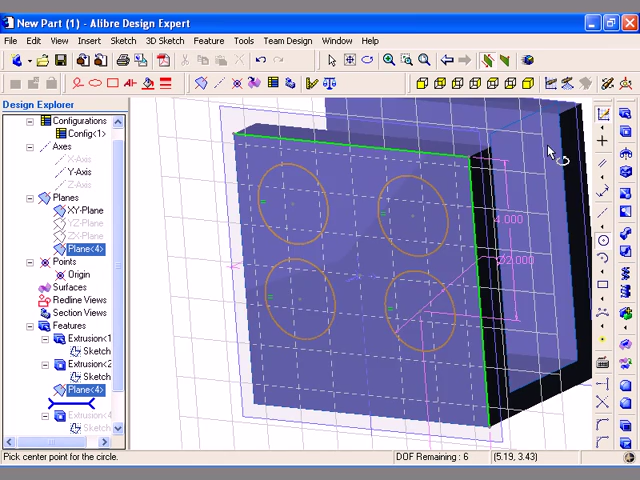 New Part (1) - Alibre Design Expert
File Edit View Insert Sketch 3D Sketch Feature Tools Team Design Window Help
Design Explorer
Configurations
Config<1>
Axes
X-Axis
Y-Axis
Z-Axis
Planes
XY-Plane
YZ-Plane
ZX-Plane
Plane<4>
Points
Origin
Surfaces
Redline Views
Section Views
Features
Extrusion<1
Sketch
Extrusion<2
Sketch
Plane<4>
Extrusion<4
Sketch
4.000
Ø2.000
Pick center point for the circle.
DOF Remaining : 6
(5.19, 3.43)